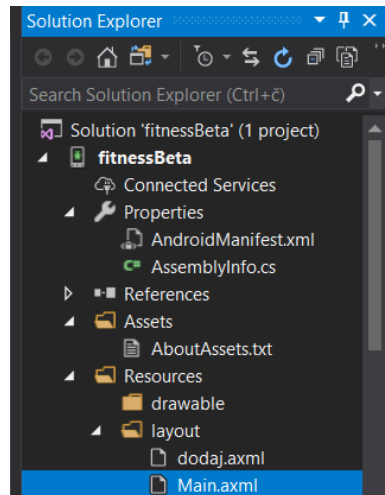 Solution Explorer
Search Solution Explorer (Ctrl+č)
Solution 'fitnessBeta' (1 project)
fitnessBeta
Connected Services
Properties
AndroidManifest.xml
C# AssemblyInfo.cs
References
Assets
AboutAssets.txt
Resources
drawable
layout
dodaj.axml
Main.axml